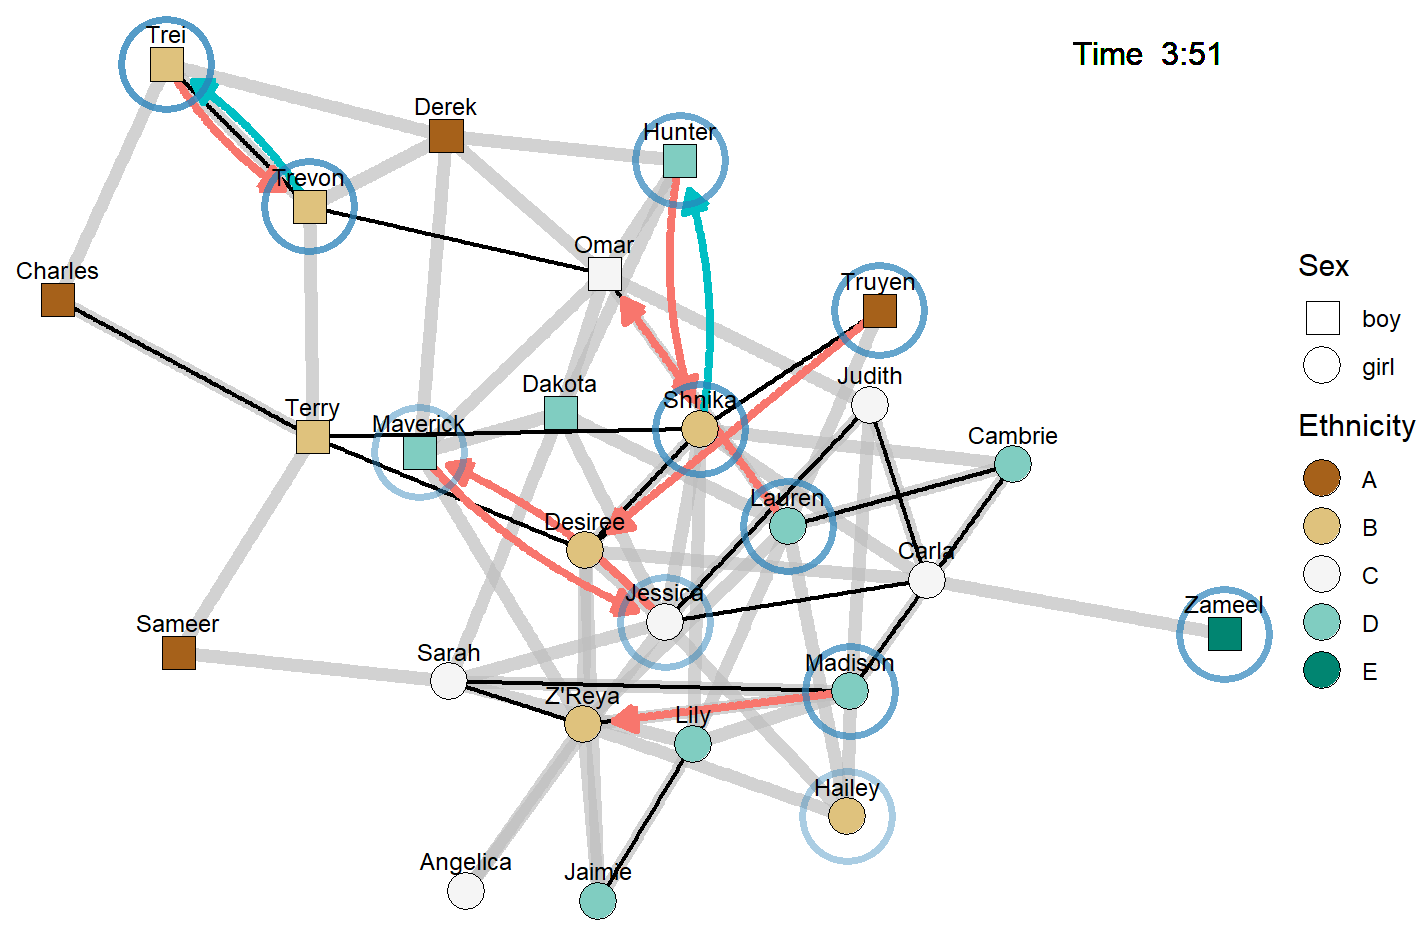 Trei
Time  3:51
Derek
Hunter
Trevon
Omar
Charles
Truyen
Sex
boy
girl
Judith
Dakota
Shnika
Terry
Maverick
Cambrie
Ethnicity
A
B
C
D
E
Lauren
Desiree
Carla
Jessica
Zameel
Sameer
Sarah
Madison
Z'Reya
Lily
Hailey
Angelica
Jaimie